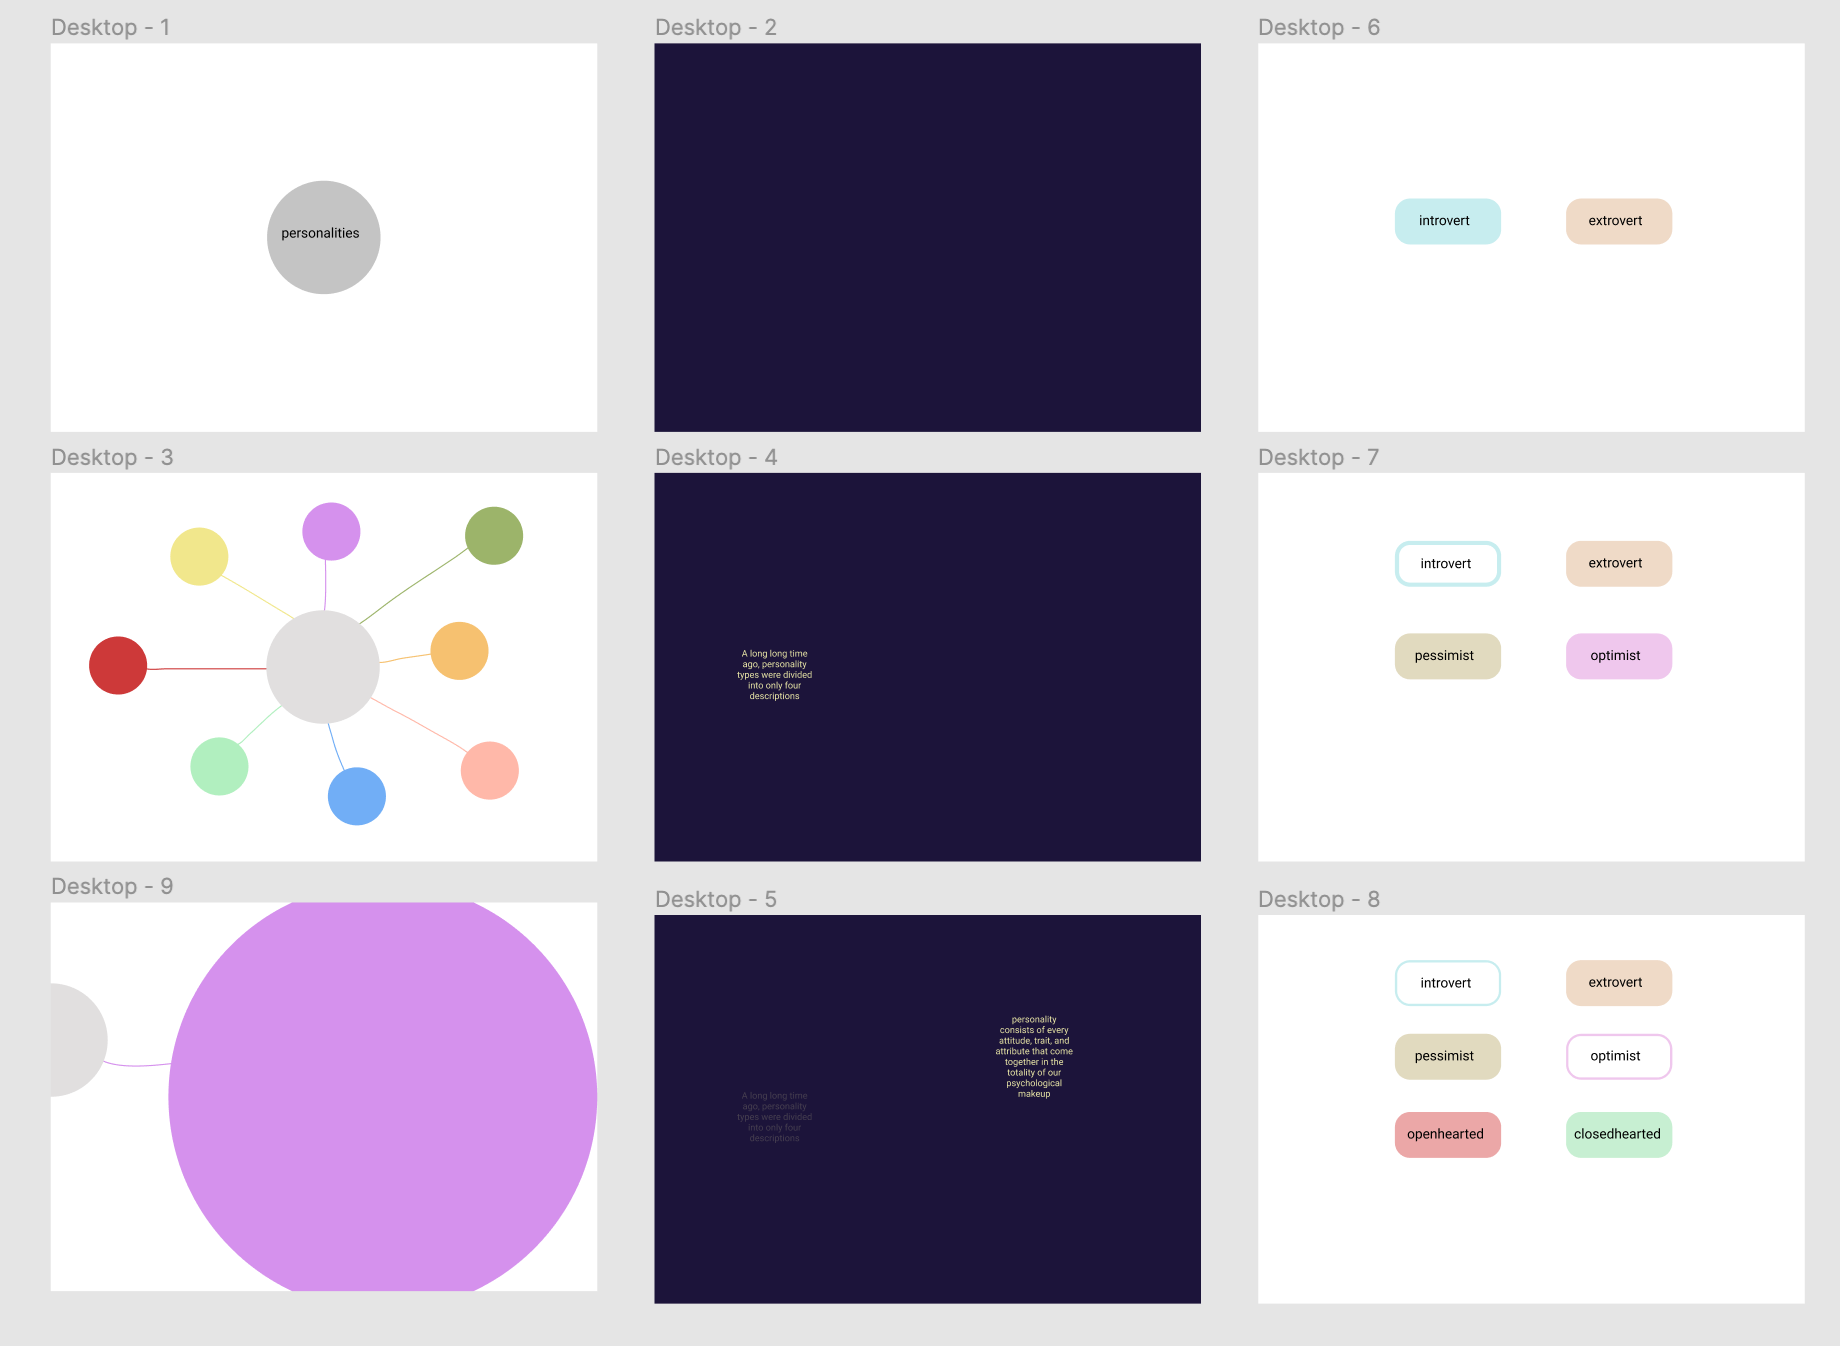 Desktop - 1
personalities
Desktop - 2
Desktop - 6
introvert
extrovert
Desktop - 3
Desktop - 4
A long long time
ago, personality
types were divided
into only four
descriptions
Desktop - 7
introvert
extrovert
pessimist
optimist
Desktop - 9
Desktop - 5
A long long time
ago, personality
types were divided
into only four
descriptions
personality
consists of every
attitude, trait, and
attribute that come
together in the
totality of our
psychological
makeup
Desktop - 8
introvert
extrovert
pessimist
optimist
openhearted
closedhearted